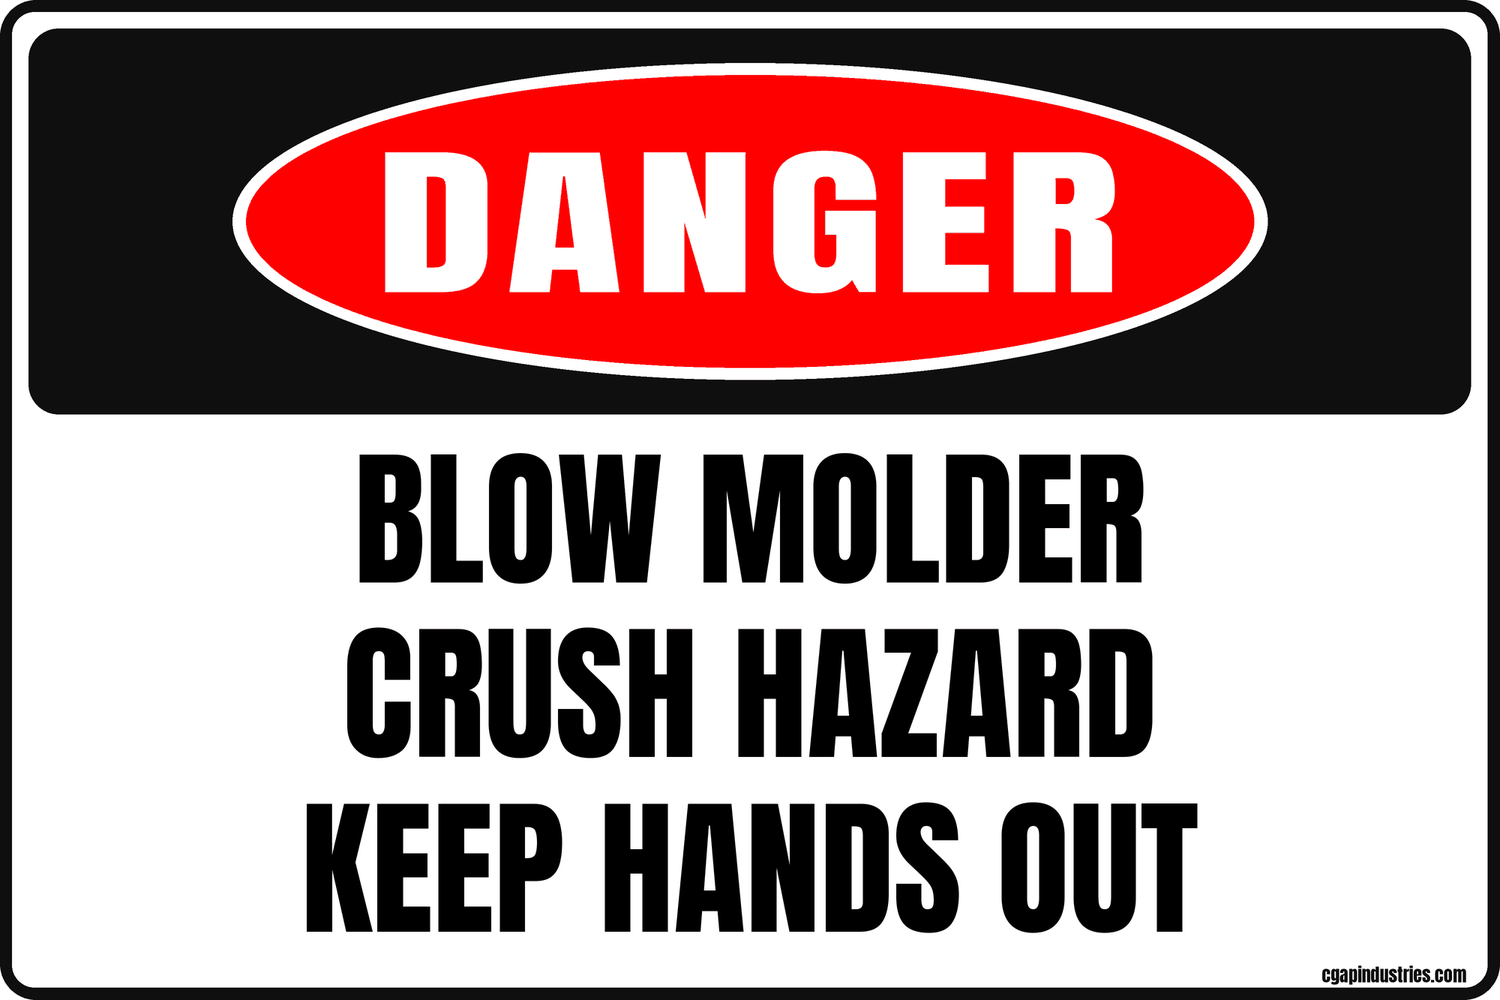 DANGER
BLOW MOLDER
CRUSH HAZARD
KEEP HANDS OUT
cgapindustries.com